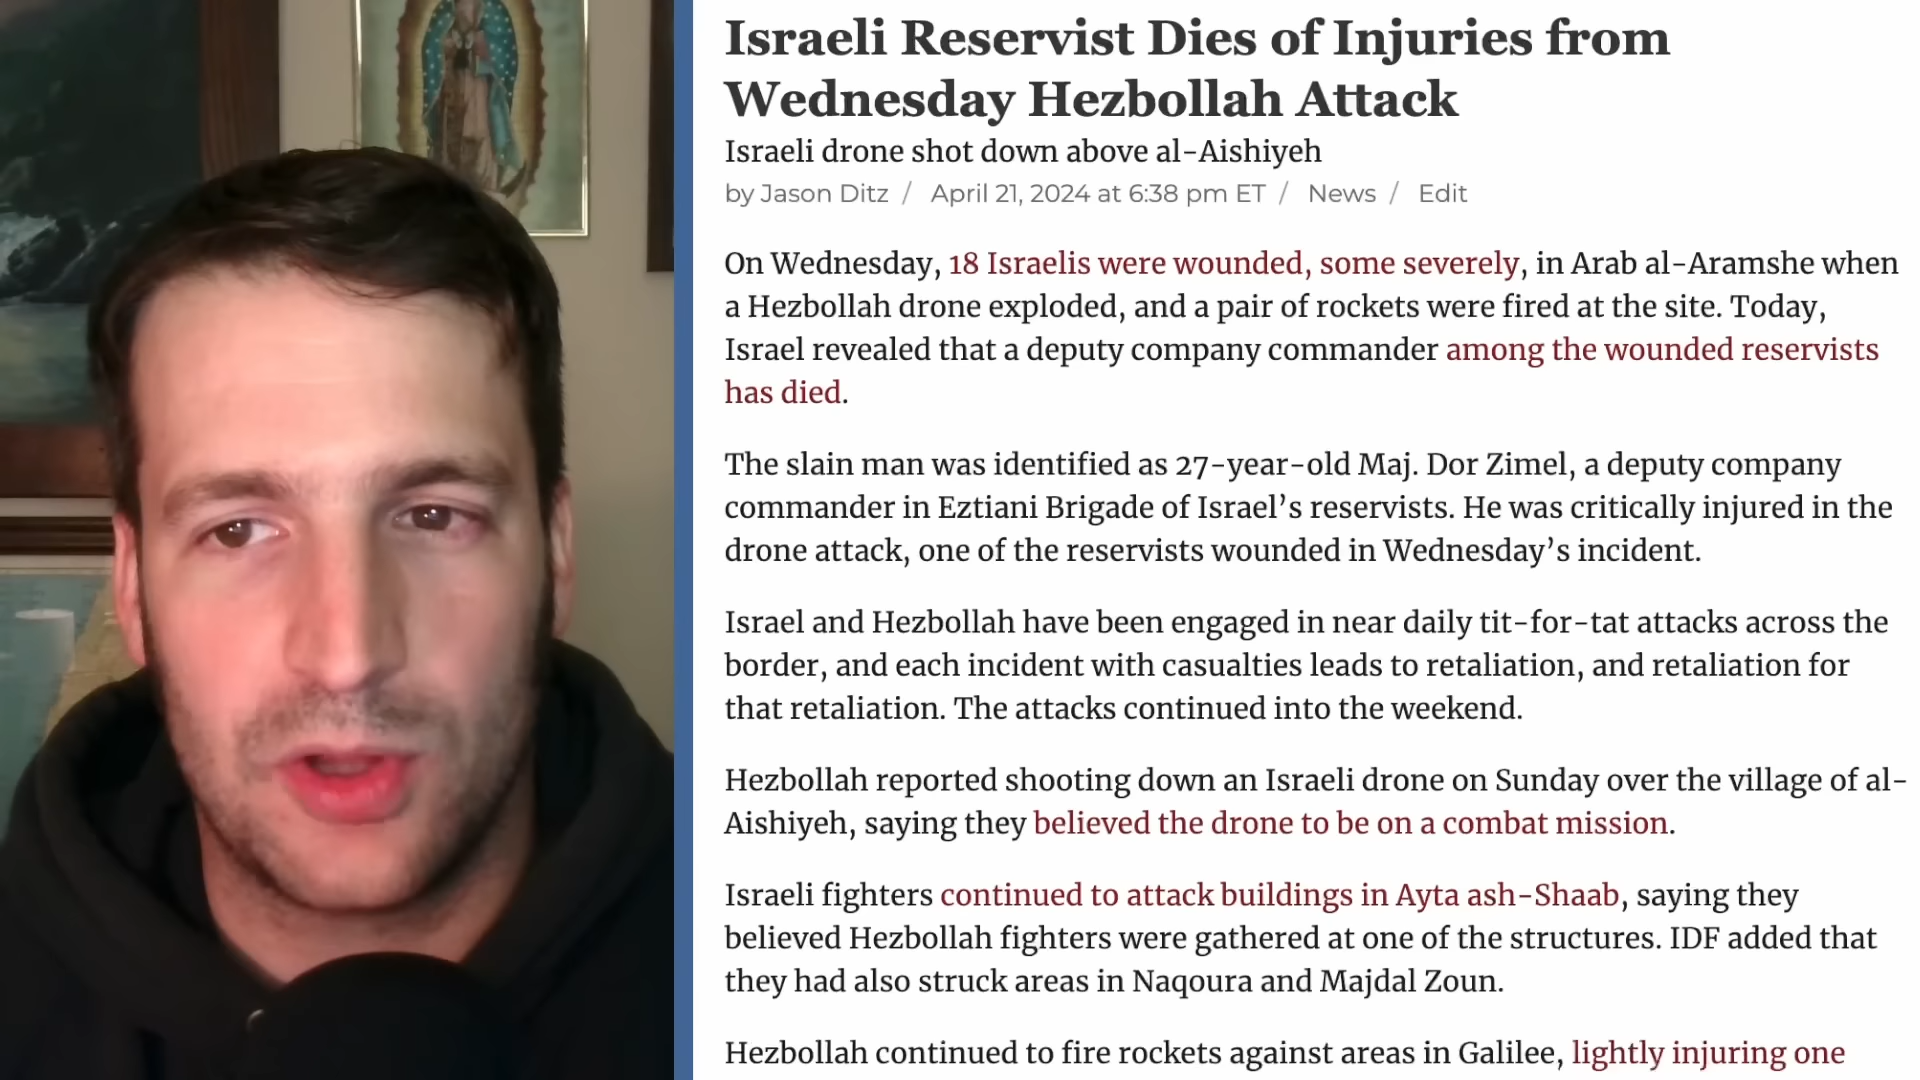 Israeli Reservist Dies of Injuries from
Wednesday Hezbollah Attack
Israeli drone shot down above al-Aishiyeh
by Jason Ditz / April 21, 2024 at 6:38 pm ET / News / Edit
On Wednesday, 18 Israelis were wounded, some severely, in Arab al-Aramshe when
a Hezbollah drone exploded, and a pair of rockets were fired at the site. Today,
Israel revealed that a deputy company commander among the wounded reservists
has died.
The slain man was identified as 27-year-old Maj. Dor Zimel, a deputy company
commander in Eztiani Brigade of Israel’s reservists. He was critically injured in the
drone attack, one of the reservists wounded in Wednesday’s incident.
Israel and Hezbollah have been engaged in near daily tit-for-tat attacks across the
border, and each incident with casualties leads to retaliation, and retaliation for
that retaliation. The attacks continued into the weekend.
Hezbollah reported shooting down an Israeli drone on Sunday over the village of al-
Aishiyeh, saying they believed the drone to be on a combat mission.
Israeli fighters continued to attack buildings in Ayta ash-Shaab, saying they
believed Hezbollah fighters were gathered at one of the structures. IDF added that
they had also struck areas in Naqoura and Majdal Zoun.
Hezbollah continued to fire rockets against areas in Galilee, lightly injuring one